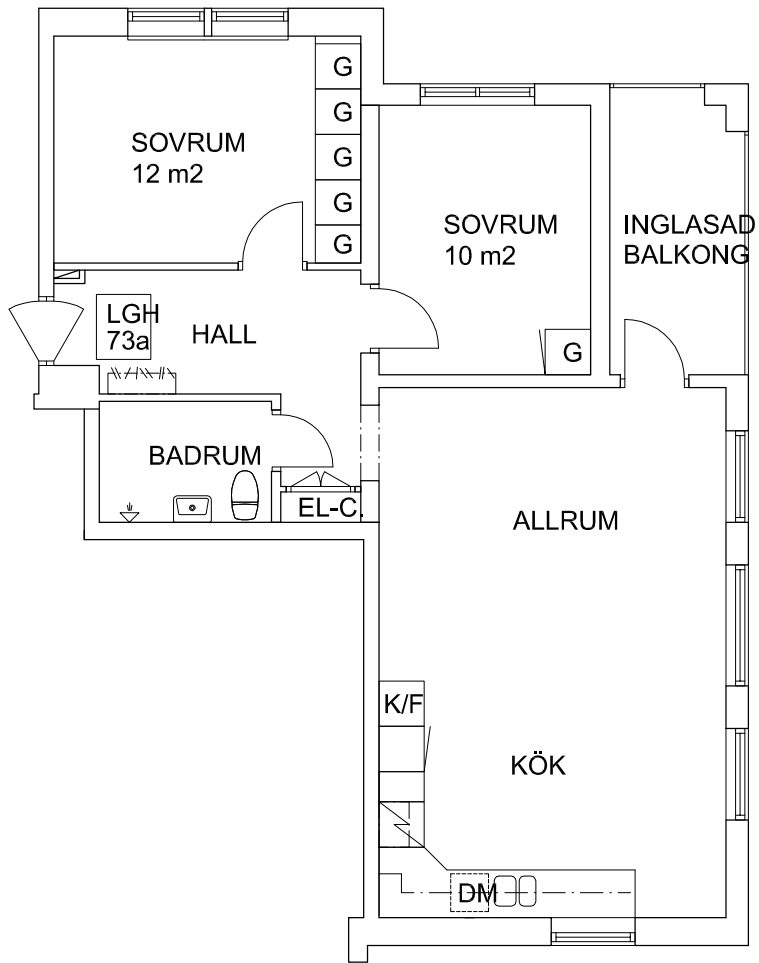 G
G
G
G
G
SOVRUM
12 m2
SOVRUM
10 m2
INGLASAD
BALKONG
LGH
73a
HALL
G
BADRUM
EL-C.
ALLRUM
K/F
KÖK
DM